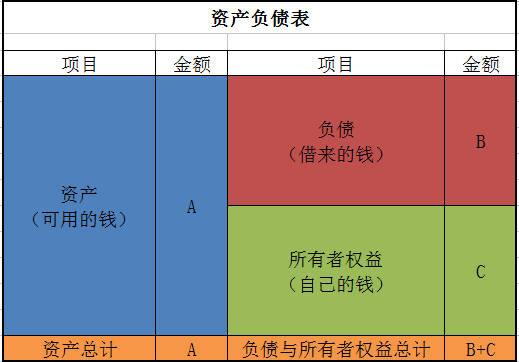 资产负债表
项目 金额 项目 金额
资产
（可用的钱）
A
负债
（借来的钱）
B
所有者权益
（自己的钱）
C
资产总计 A 负债与所有者权益总计 B+C